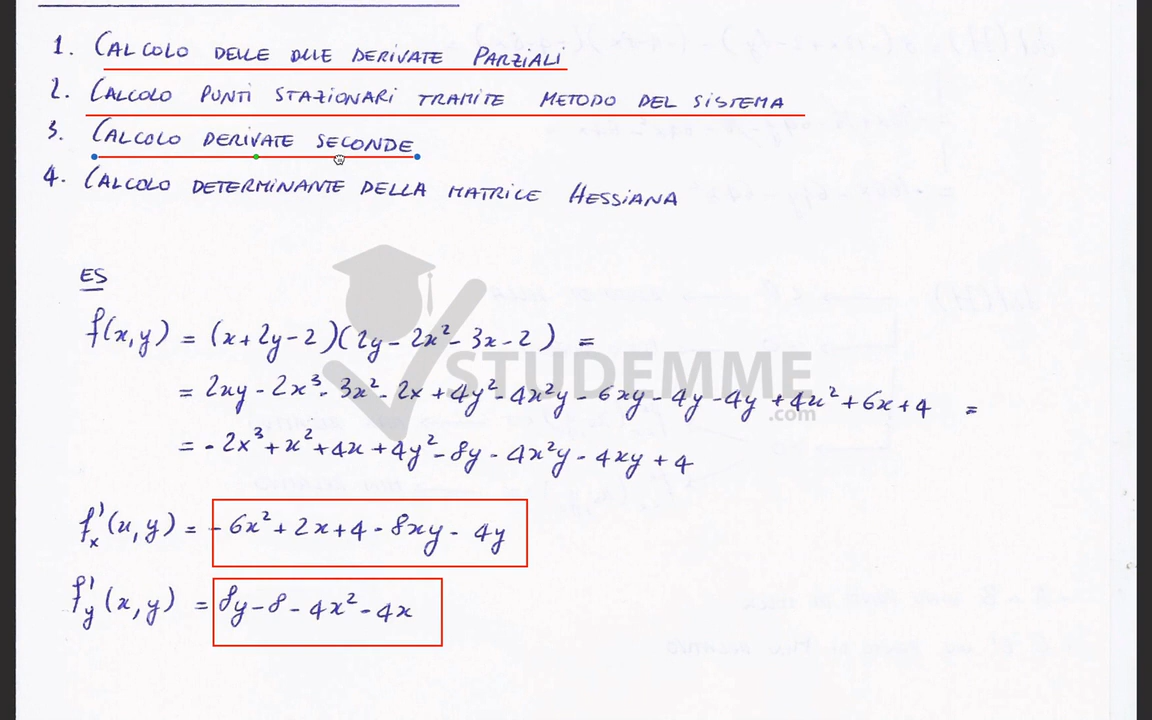 1. CALCOLO DELLE DUE DERIVATE PARZIALI
2. CALCOLO PUNTI STAZIONARI TRAMITE METODO DEL SISTEMA
3. CALCOLO DERIVATE SECONDE
4. CALCOLO DETERMINANTE DELLA MATRICE HESSIANA
ES
f(x,y) = (x+2y-2)(2y-2x²-3x-2) =
STUDEMME
.com
= 2xy-2x³-3x²-2x+4y²-4x²y-6xy-4y-4y+4x²+6x+4 =
= -2x³+x²+4x+4y²-8y-4x²y-4xy+4
f'x(x,y) = -6x²+2x+4-8xy-4y
f'y(x,y) = 8y-8-4x²-4x